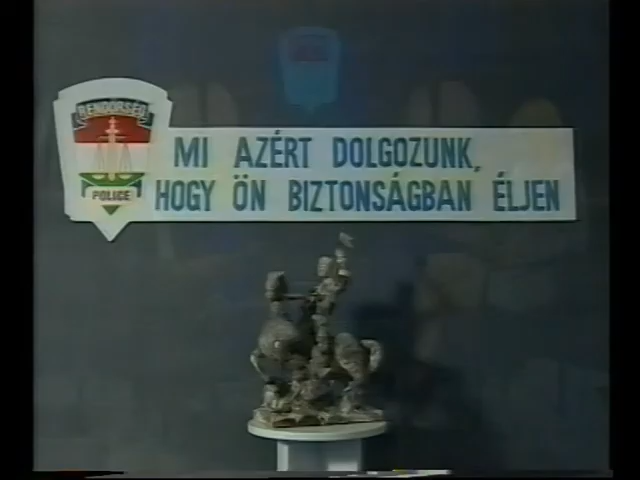 RENDŐRSÉG
POLICE
MI AZÉRT DOLGOZUNK,
HOGY ÖN BIZTONSÁGBAN ÉLJEN